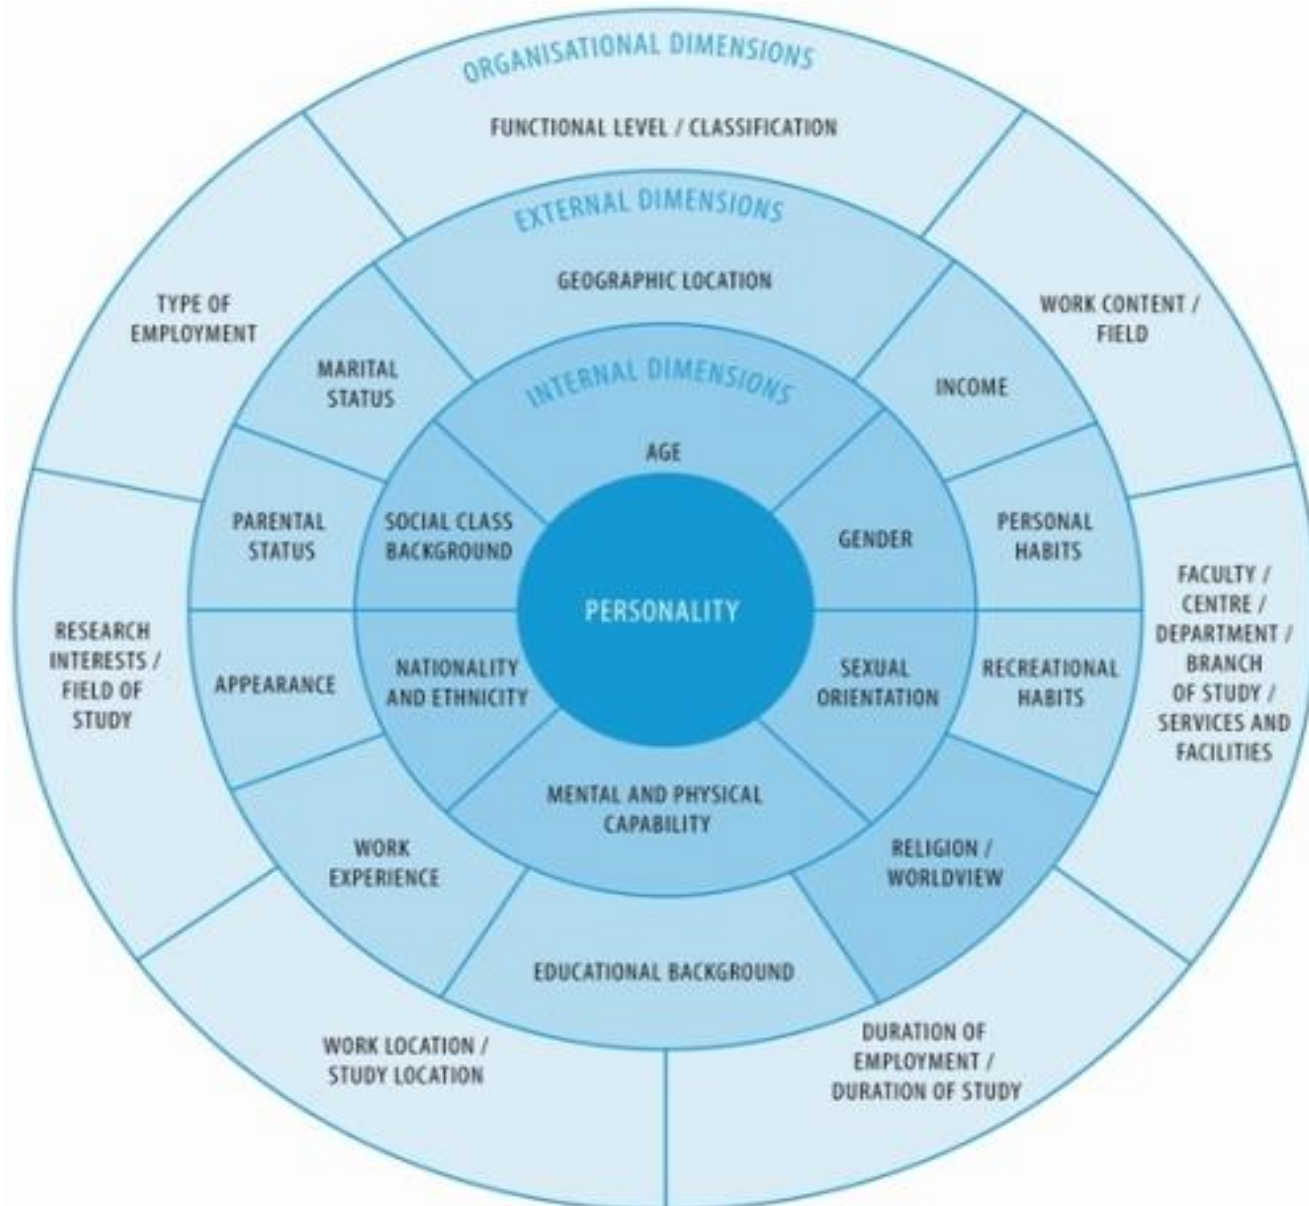 ORGANISATIONAL DIMENSIONS
FUNCTIONAL LEVEL / CLASSIFICATION
WORK CONTENT /
FIELD
FACULTY /
CENTRE /
DEPARTMENT /
BRANCH
OF STUDY /
SERVICES AND
FACILITIES
DURATION OF
EMPLOYMENT /
DURATION OF STUDY
WORK LOCATION /
STUDY LOCATION
RESEARCH
INTERESTS /
FIELD OF
STUDY
TYPE OF
EMPLOYMENT
EXTERNAL DIMENSIONS
GEOGRAPHIC LOCATION
INCOME
PERSONAL
HABITS
RECREATIONAL
HABITS
RELIGION /
WORLDVIEW
EDUCATIONAL BACKGROUND
WORK
EXPERIENCE
APPEARANCE
PARENTAL
STATUS
MARITAL
STATUS
INTERNAL DIMENSIONS
AGE
GENDER
SEXUAL
ORIENTATION
MENTAL AND PHYSICAL
CAPABILITY
NATIONALITY
AND ETHNICITY
SOCIAL CLASS
BACKGROUND
PERSONALITY